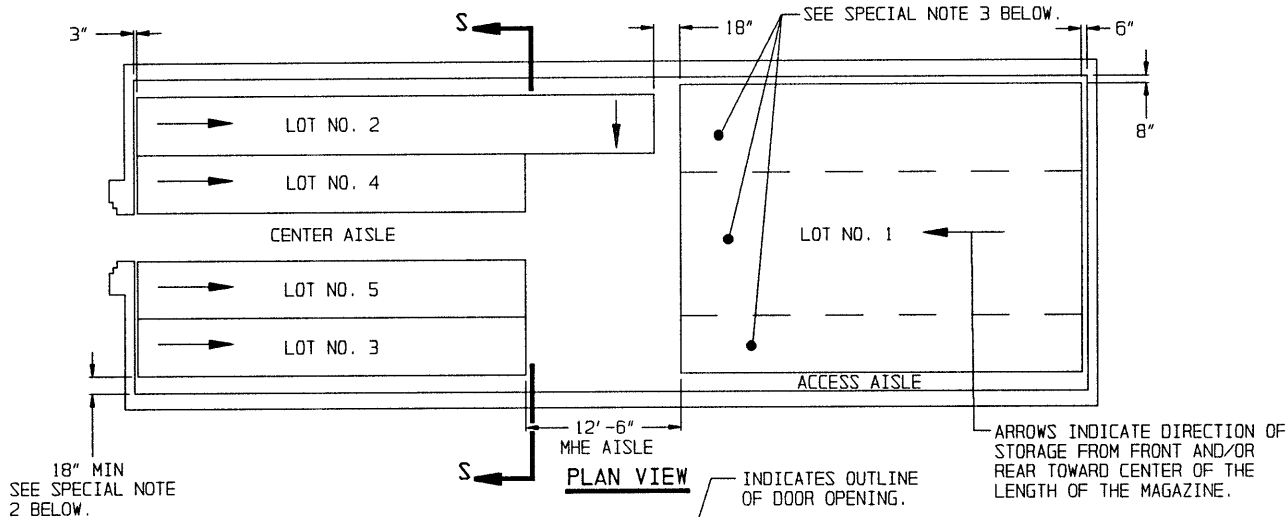 S
SEE SPECIAL NOTE 3 BELOW.
3"
18"
6"
8"
LOT NO. 2
LOT NO. 4
CENTER AISLE
LOT NO. 1
LOT NO. 5
LOT NO. 3
ACCESS AISLE
12'-6"
MHE AISLE
S
PLAN VIEW
18" MIN
SEE SPECIAL NOTE
2 BELOW.
INDICATES OUTLINE
OF DOOR OPENING.
ARROWS INDICATE DIRECTION OF
STORAGE FROM FRONT AND/OR
REAR TOWARD CENTER OF THE
LENGTH OF THE MAGAZINE.